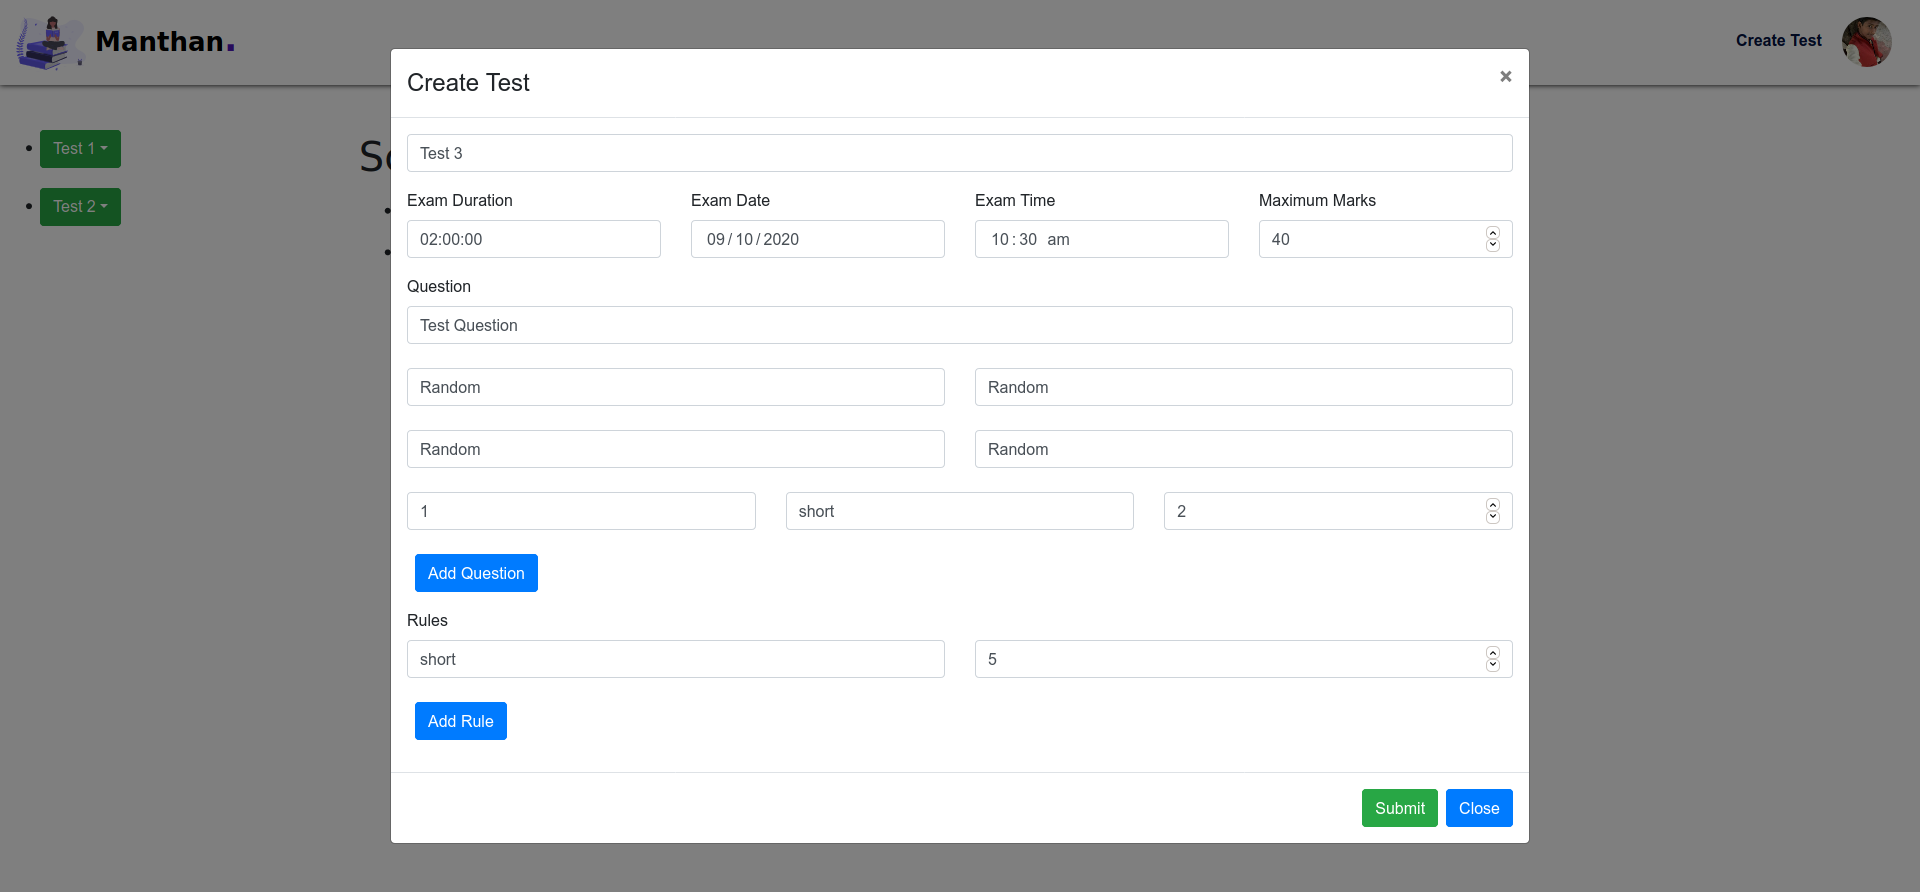 Manthan.
Create Test
Test 1
Test 2
Create Test
×
Test 3
Exam Duration
Exam Date
Exam Time
Maximum Marks
02:00:00
09/10/2020
10:30 am
40
Question
Test Question
Random
Random
Random
Random
1
short
2
Add Question
Rules
short
5
Add Rule
Submit
Close